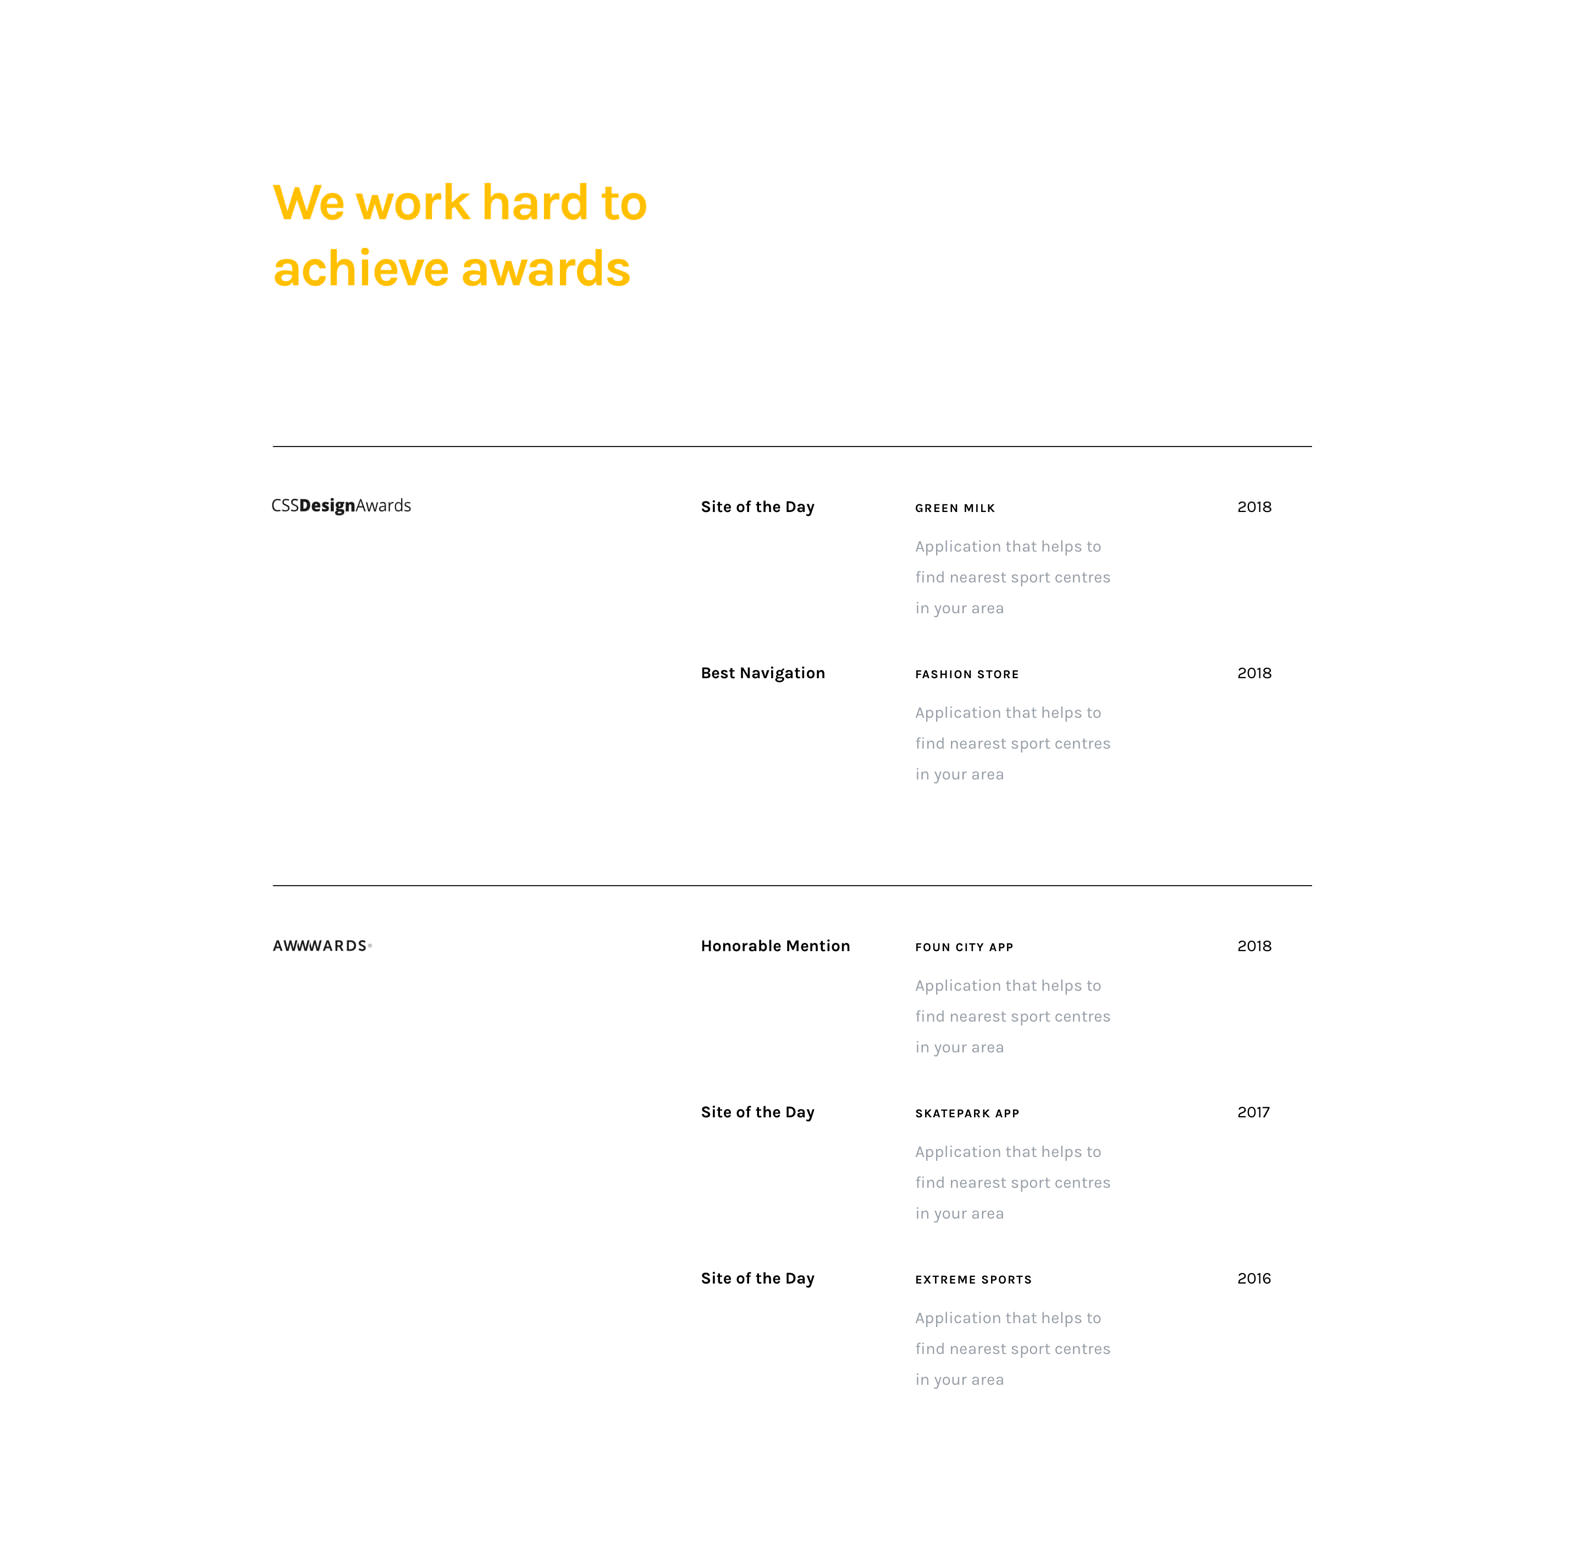 We work hard to
achieve awards
CSSDesignAwards
Site of the Day
GREEN MILK
2018
Application that helps to
find nearest sport centres
in your area
Best Navigation
FASHION STORE
2018
Application that helps to
find nearest sport centres
in your area
AWWWARDS
Honorable Mention
FOUN CITY APP
2018
Application that helps to
find nearest sport centres
in your area
Site of the Day
SKATEPARK APP
2017
Application that helps to
find nearest sport centres
in your area
Site of the Day
EXTREME SPORTS
2016
Application that helps to
find nearest sport centres
in your area